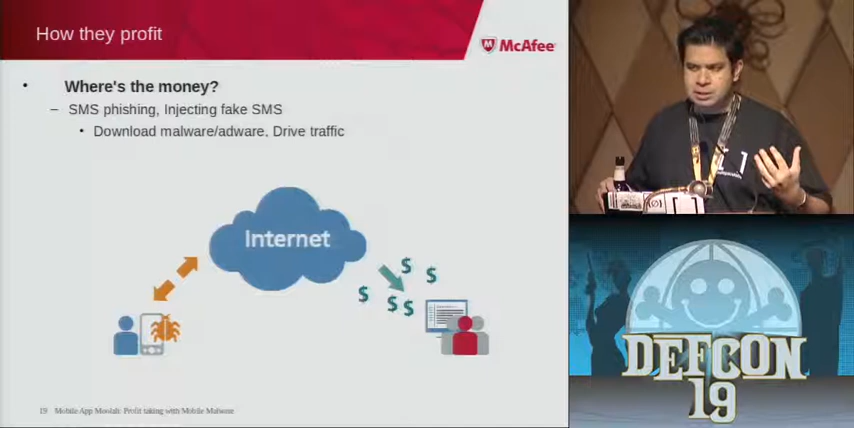 How they profit
McAfee
Where's the money?
SMS phishing, Injecting fake SMS
Download malware/adware, Drive traffic
Internet
$
$
$
$ $
19 Mobile App Moolah: Profit taking with Mobile Malware
DEFCON
19